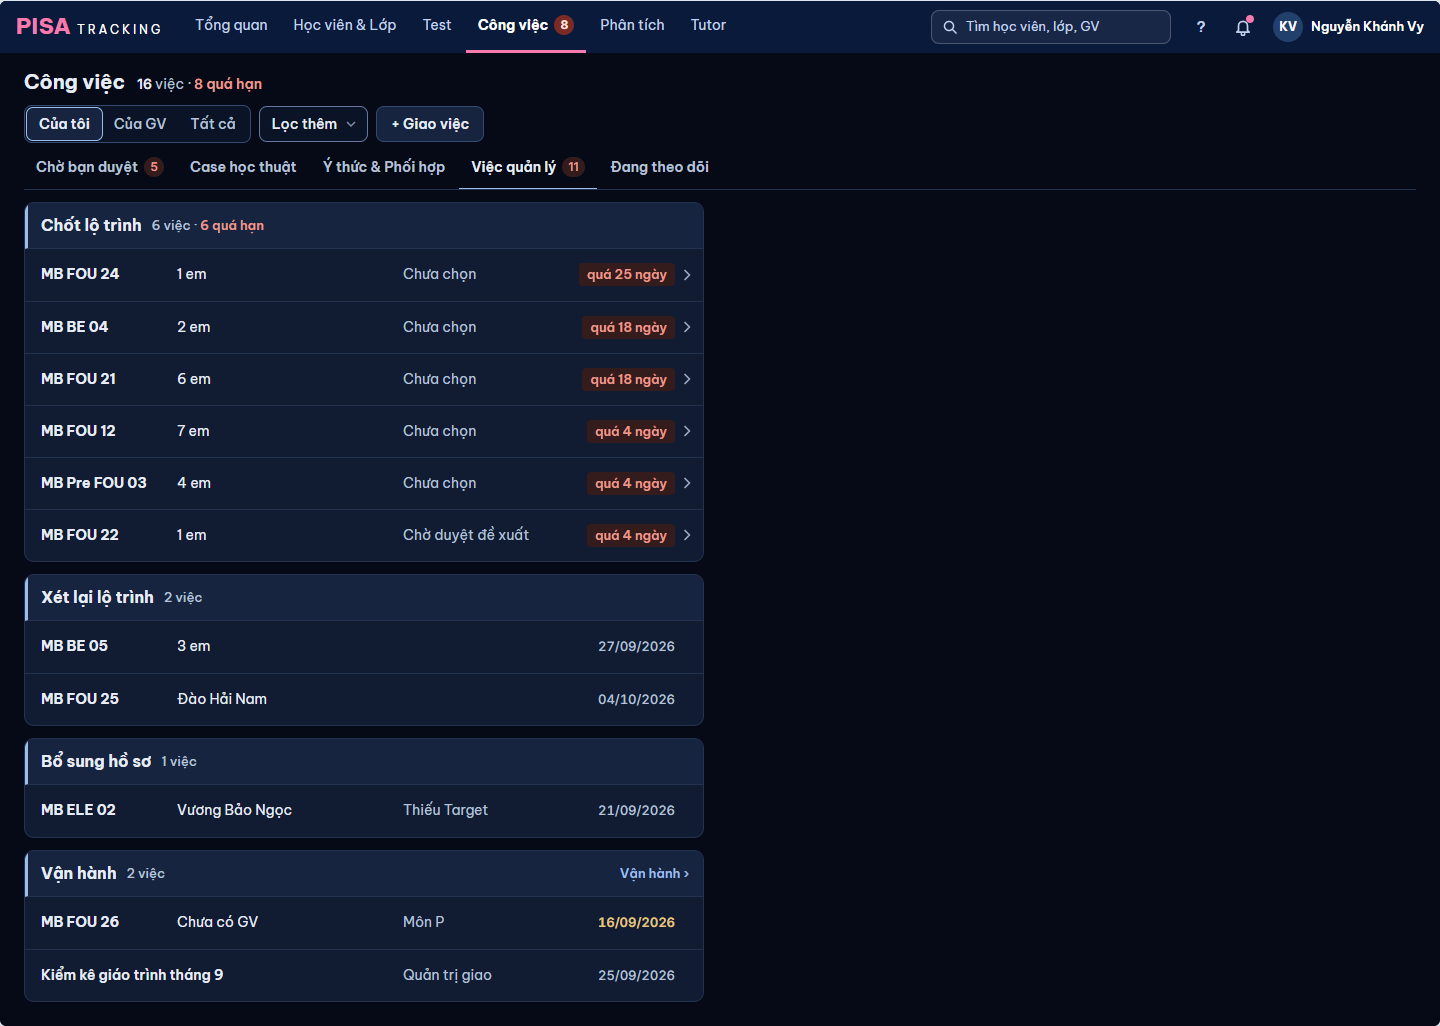 PISA TRACKING Tổng quan Học viên & Lớp Test Công việc 8 Phân tích Tutor Tìm học viên, lớp, GV ? KV Nguyễn Khánh Vy
Công việc 16 việc · 8 quá hạn
Của tôi Của GV Tất cả Lọc thêm + Giao việc
Chờ bạn duyệt 5 Case học thuật Ý thức & Phối hợp Việc quản lý 11 Đang theo dõi
Chốt lộ trình 6 việc · 6 quá hạn
MB FOU 24 1 em Chưa chọn quá 25 ngày
MB BE 04 2 em Chưa chọn quá 18 ngày
MB FOU 21 6 em Chưa chọn quá 18 ngày
MB FOU 12 7 em Chưa chọn quá 4 ngày
MB Pre FOU 03 4 em Chưa chọn quá 4 ngày
MB FOU 22 1 em Chờ duyệt đề xuất quá 4 ngày
Xét lại lộ trình 2 việc
MB BE 05 3 em 27/09/2026
MB FOU 25 Đào Hải Nam 04/10/2026
Bổ sung hồ sơ 1 việc
MB ELE 02 Vương Bảo Ngọc Thiếu Target 21/09/2026
Vận hành 2 việc Vận hành ›
MB FOU 26 Chưa có GV Môn P 16/09/2026
Kiểm kê giáo trình tháng 9 Quản trị giao 25/09/2026